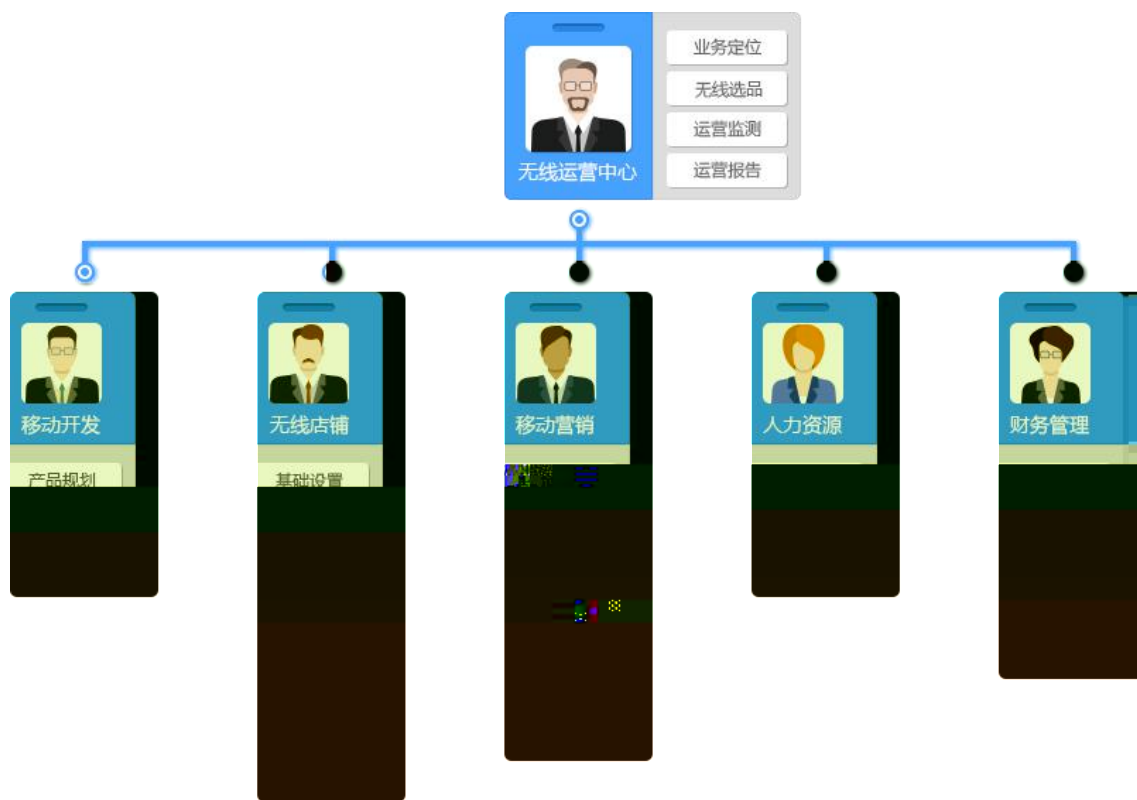 业务定位
无线选品
运营监测
运营报告
无线运营中心
移动开发
无线店铺
移动营销
人力资源
财务管理
产品规划
基础设置